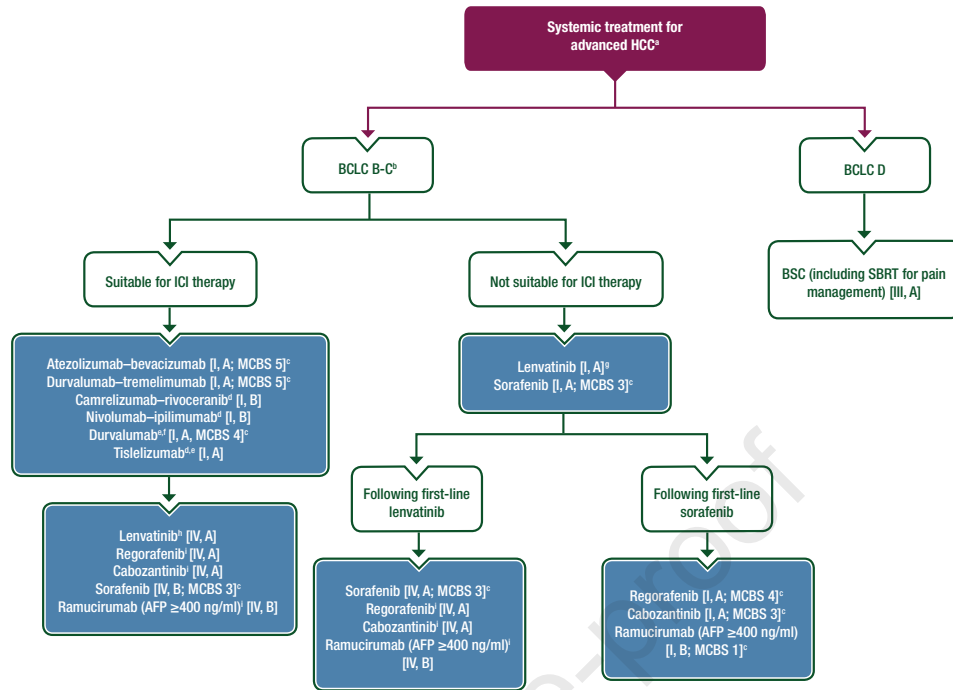 Systemic treatment for
advanced HCCᵃ
BCLC B-Cᵇ
BCLC D
Suitable for ICI therapy
Not suitable for ICI therapy
BSC (including SBRT for pain
management) [III, A]
Atezolizumab–bevacizumab [I, A; MCBS 5]ᶜ
Durvalumab–tremelimumab [I, A; MCBS 5]ᶜ
Camrelizumab–rivoceranibᵈ [I, B]
Nivolumab–ipilimumabᵈ [I, B]
Durvalumabᵉ,ᶠ [I, A, MCBS 4]ᶜ
Tislelizumabᵈ,ᵉ [I, A]
Lenvatinib [I, A]ᵍ
Sorafenib [I, A; MCBS 3]ᶜ
Following first-line
lenvatinib
Following first-line
sorafenib
Lenvatinibʰ [IV, A]
Regorafenibⁱ [IV, A]
Cabozantinibⁱ [IV, A]
Sorafenib [IV, B; MCBS 3]ᶜ
Ramucirumab (AFP ≥400 ng/ml)ⁱ [IV, B]
Sorafenib [IV, A; MCBS 3]ᶜ
Regorafenibⁱ [IV, A]
Cabozantinibⁱ [IV, A]
Ramucirumab (AFP ≥400 ng/ml)ⁱ
[IV, B]
Regorafenib [I, A; MCBS 4]ᶜ
Cabozantinib [I, A; MCBS 3]ᶜ
Ramucirumab (AFP ≥400 ng/ml)
[I, B; MCBS 1]ᶜ
e-proof